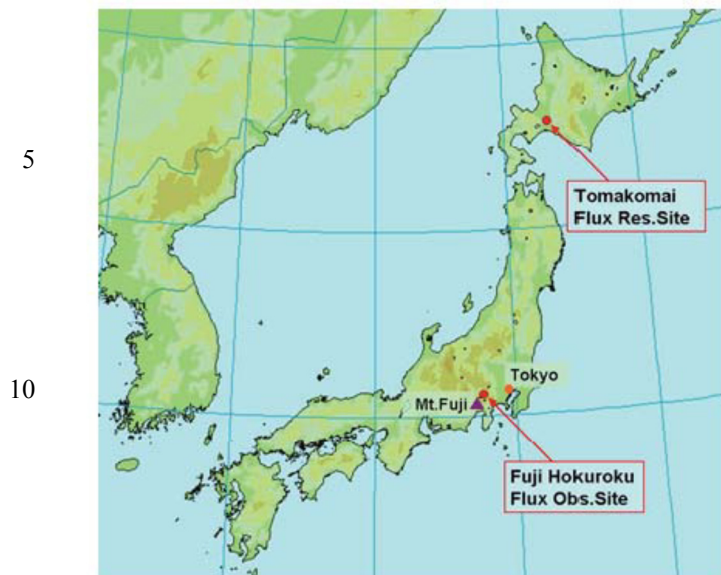 5
Tomakomai
Flux Res.Site
10
Tokyo
Mt.Fuji
Fuji Hokuroku
Flux Obs.Site